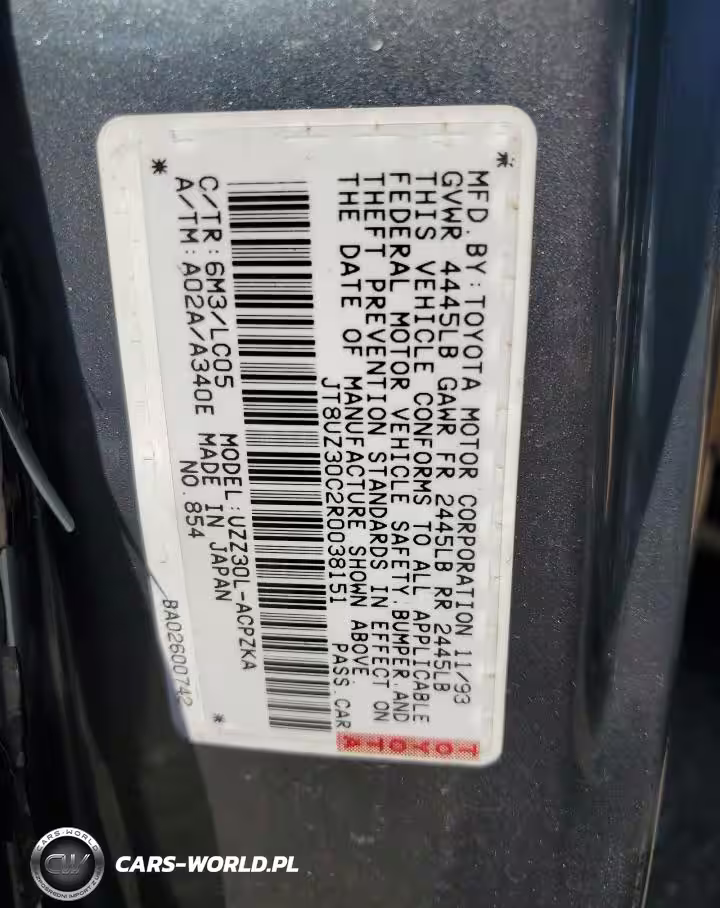 MFD. BY: TOYOTA MOTOR CORPORATION 11/93
GVWR 4445LB GAWR FR 2445LB RR 2445LB
THIS VEHICLE CONFORMS TO ALL APPLICABLE
FEDERAL MOTOR VEHICLE SAFETY, BUMPER, AND
THEFT PREVENTION STANDARDS IN EFFECT ON
THE DATE OF MANUFACTURE SHOWN ABOVE.
JT8UZ30C2R0038151 PASS. CAR
C/TR: 6M3/LC05 MODEL: UZZ30L-ACPZKA
A/TM: A02A/A340E MADE IN JAPAN
NO. 854
BA02600742
TOYOTA
CARS-WORLD
CW
CARS-WORLD.PL